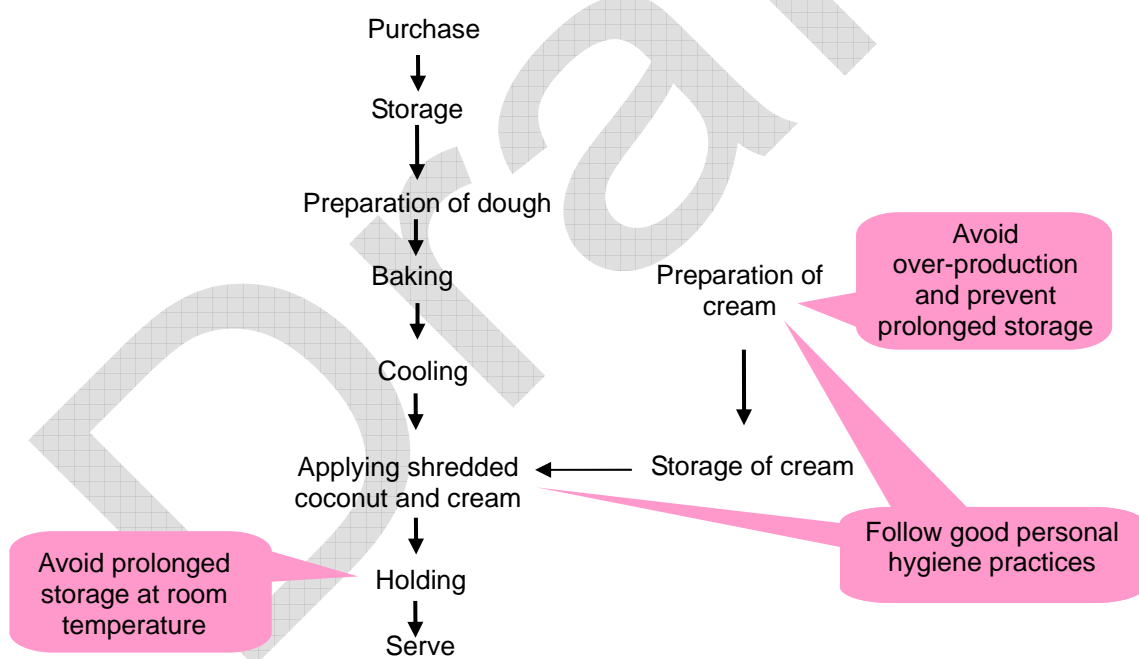 Purchase
Storage
Preparation of dough
Baking
Cooling
Applying shredded
coconut and cream
Holding
Serve
Preparation of
cream
Storage of cream
Avoid
over-production
and prevent
prolonged storage
Follow good personal
hygiene practices
Avoid prolonged
storage at room
temperature